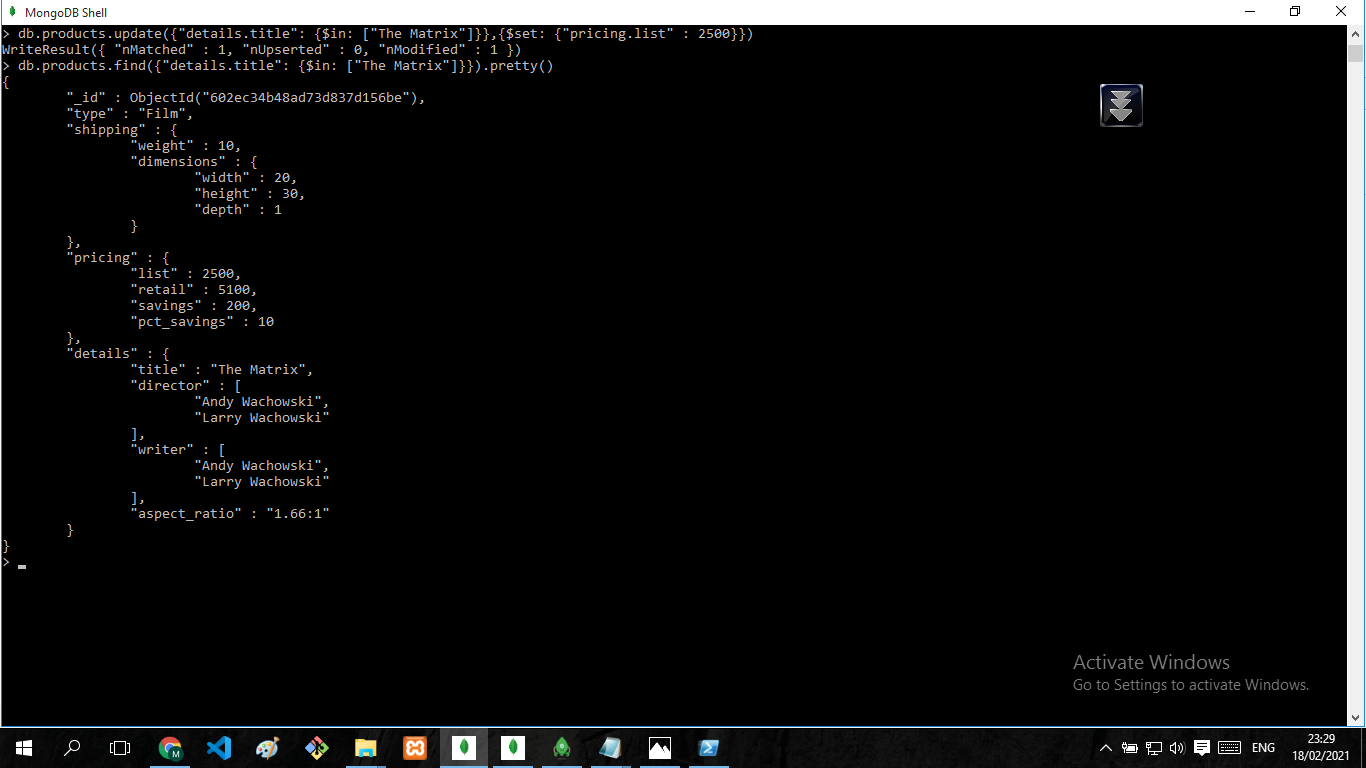 MongoDB Shell
> db.products.update({"details.title": {$in: ["The Matrix"]}},{$set: {"pricing.list" : 2500}})
WriteResult({ "nMatched" : 1, "nUpserted" : 0, "nModified" : 1 })
> db.products.find({"details.title": {$in: ["The Matrix"]}}).pretty()
{
        "_id" : ObjectId("602ec34b48ad73d837d156be"),
        "type" : "Film",
        "shipping" : {
                "weight" : 10,
                "dimensions" : {
                        "width" : 20,
                        "height" : 30,
                        "depth" : 1
                }
        },
        "pricing" : {
                "list" : 2500,
                "retail" : 5100,
                "savings" : 200,
                "pct_savings" : 10
        },
        "details" : {
                "title" : "The Matrix",
                "director" : [
                        "Andy Wachowski",
                        "Larry Wachowski"
                ],
                "writer" : [
                        "Andy Wachowski",
                        "Larry Wachowski"
                ],
                "aspect_ratio" : "1.66:1"
        }
}
>
Activate Windows
Go to Settings to activate Windows.
M
ENG
23:29
18/02/2021